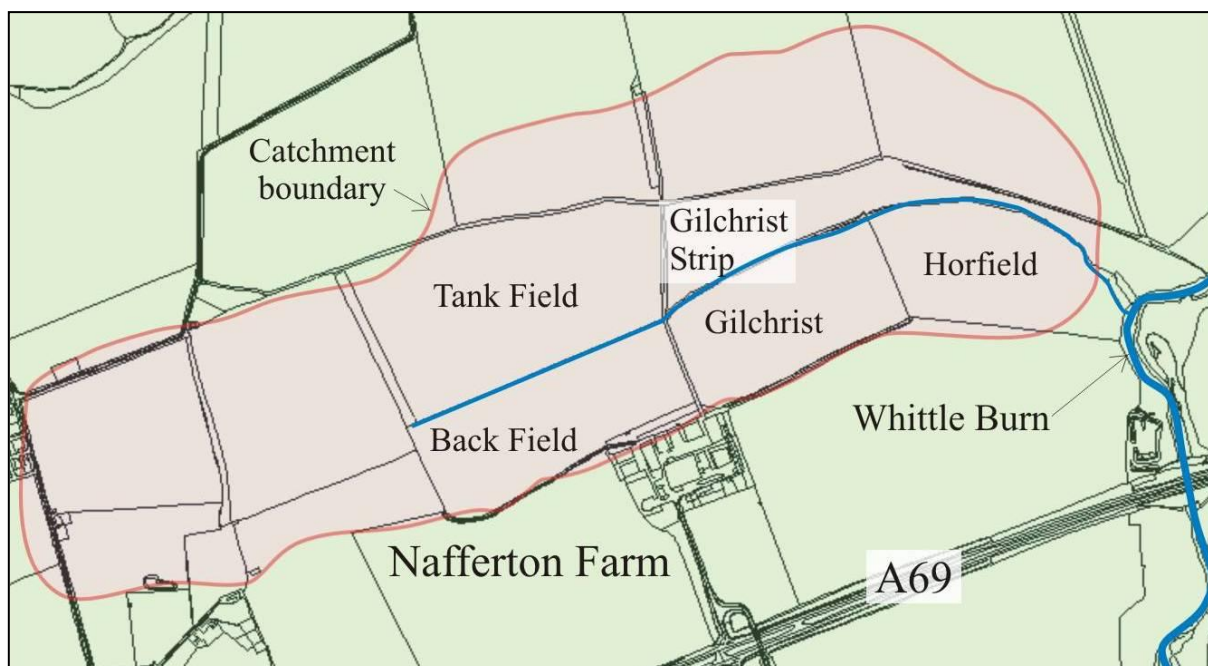 Catchment
boundary
Gilchrist
Strip
Tank Field
Horfield
Gilchrist
Back Field
Whittle Burn
Nafferton Farm
A69